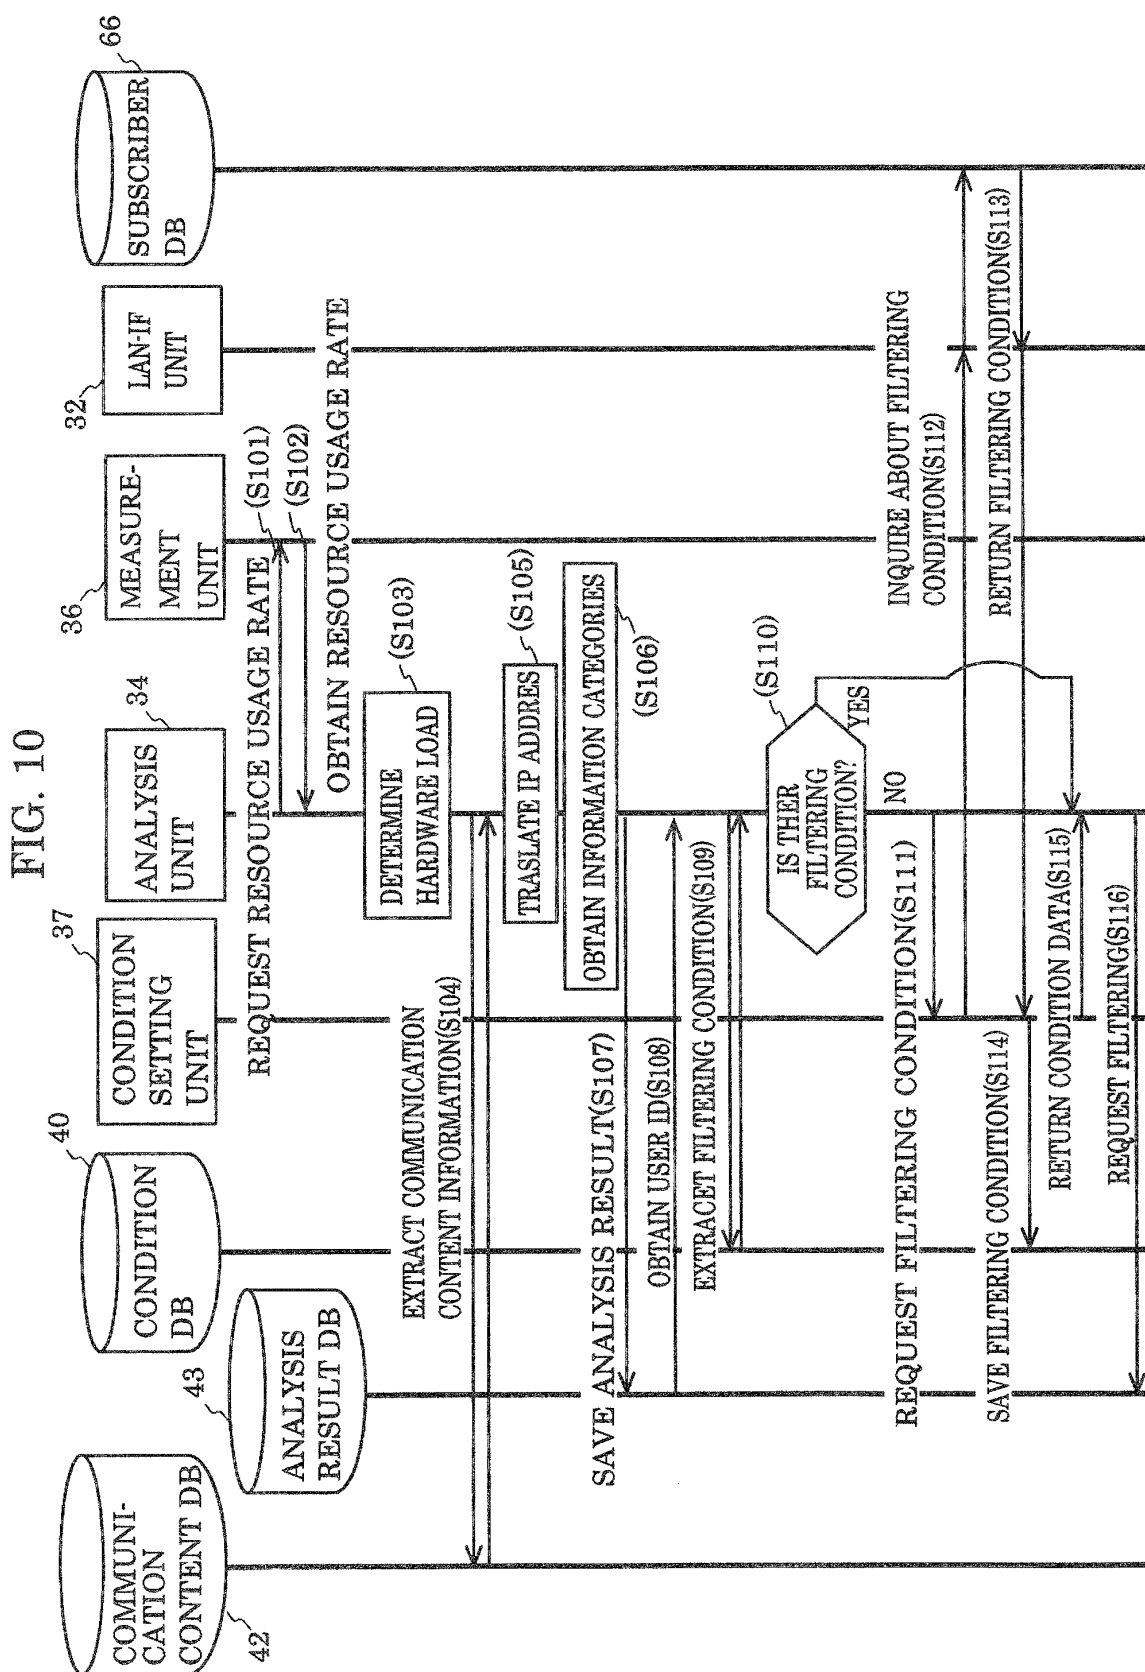 FIG. 10
COMMUNI-
CATION
CONTENT DB
42
ANALYSIS
RESULT DB
43
CONDITION
DB
40
CONDITION
SETTING
UNIT
37
ANALYSIS
UNIT
34
MEASURE-
MENT
UNIT
36
LAN-IF
UNIT
32
SUBSCRIBER
DB
66
REQUEST RESOURCE USAGE RATE
(S101)
(S102)
OBTAIN RESOURCE USAGE RATE
DETERMINE
HARDWARE LOAD
(S103)
EXTRACT COMMUNICATION
CONTENT INFORMATION(S104)
TRASLATE IP ADDRES
(S105)
OBTAIN INFORMATION CATEGORIES
(S106)
SAVE ANALYSIS RESULT(S107)
OBTAIN USER ID(S108)
EXTRACET FILTERING CONDITION(S109)
IS THER
FILTERING
CONDITION?
(S110)
YES
NO
REQUEST FILTERING CONDITION(S111)
INQUIRE ABOUT FILTERING
CONDITION(S112)
RETURN FILTERING CONDITION(S113)
SAVE FILTERING CONDITION(S114)
RETURN CONDITION DATA(S115)
REQUEST FILTERING(S116)